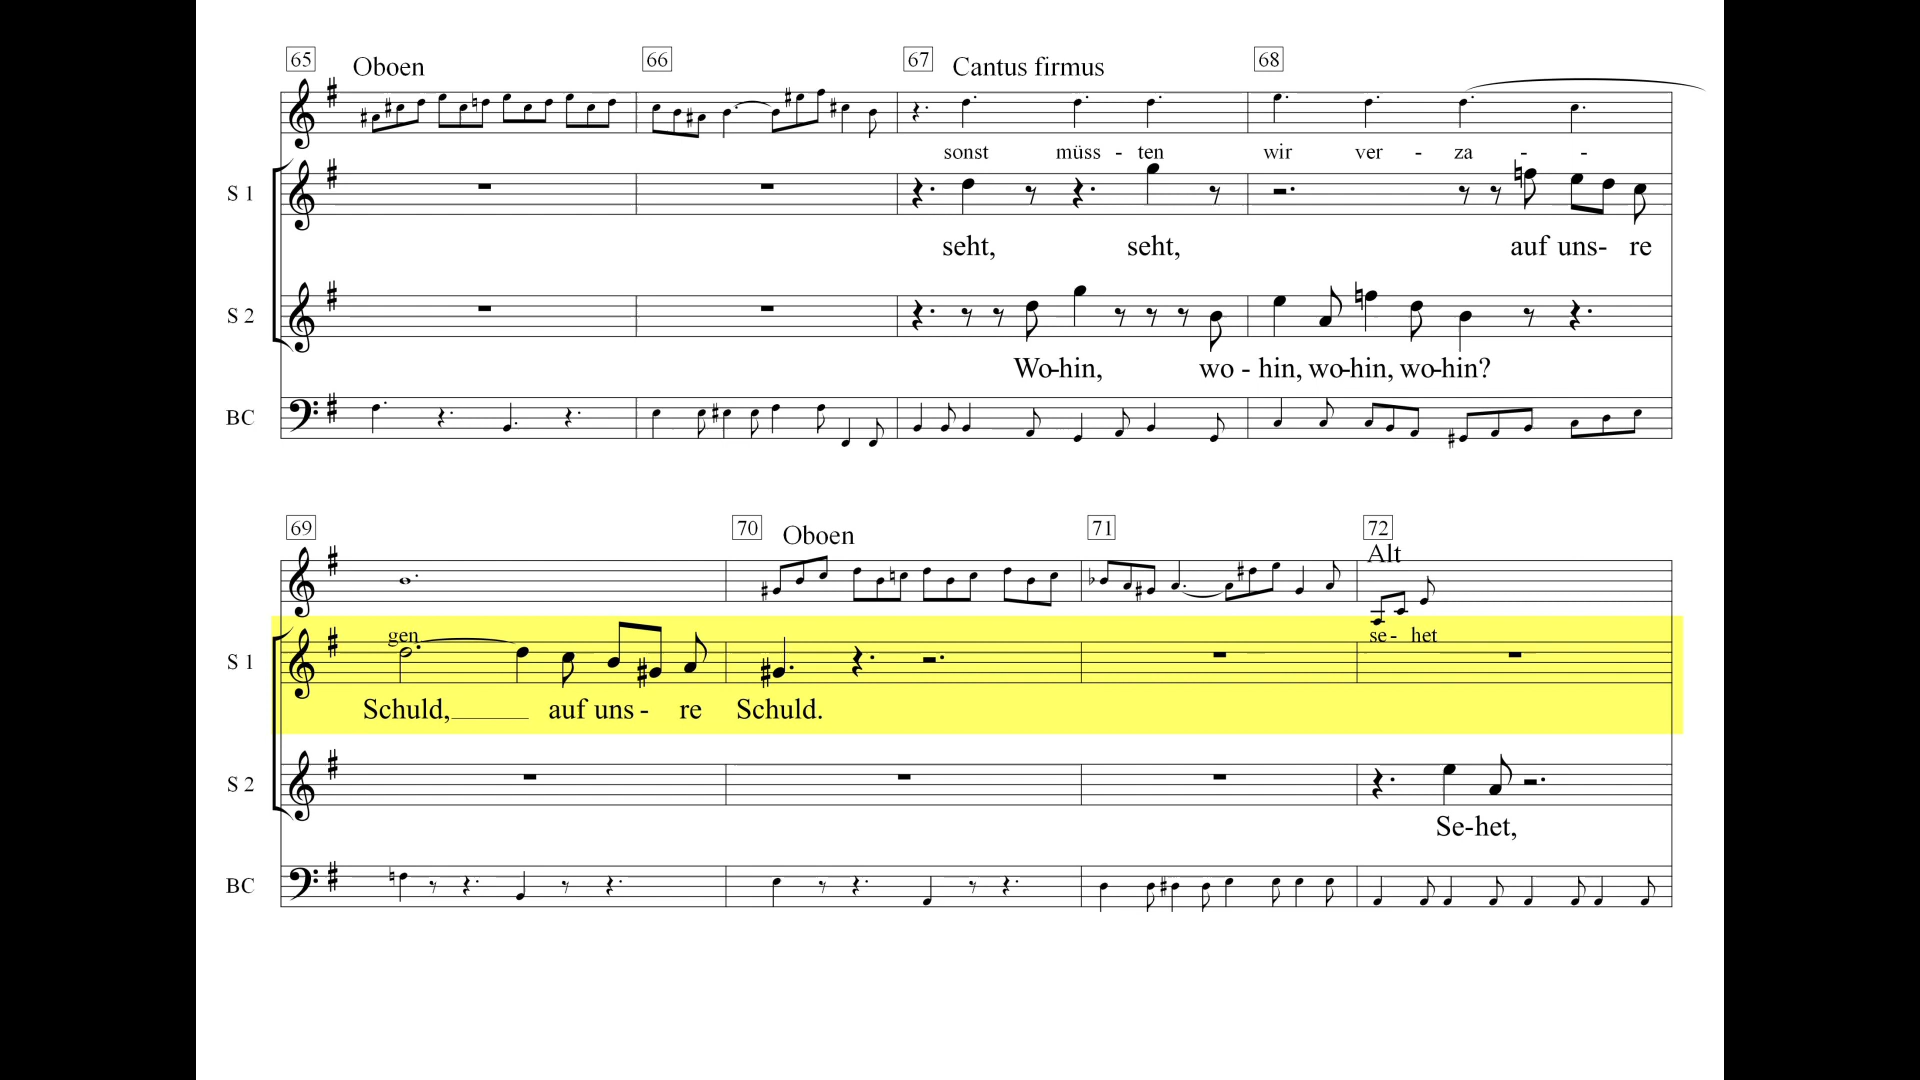 65 66 67 68
Oboen Cantus firmus
sonst müss - ten wir ver - za - -
S 1
seht, seht, auf uns- re
S 2
Wo-hin, wo - hin, wo-hin, wo-hin?
BC
69 70 71 72
Oboen Alt
gen se- het
S 1
Schuld,____ auf uns - re Schuld.
S 2
Se-het,
BC